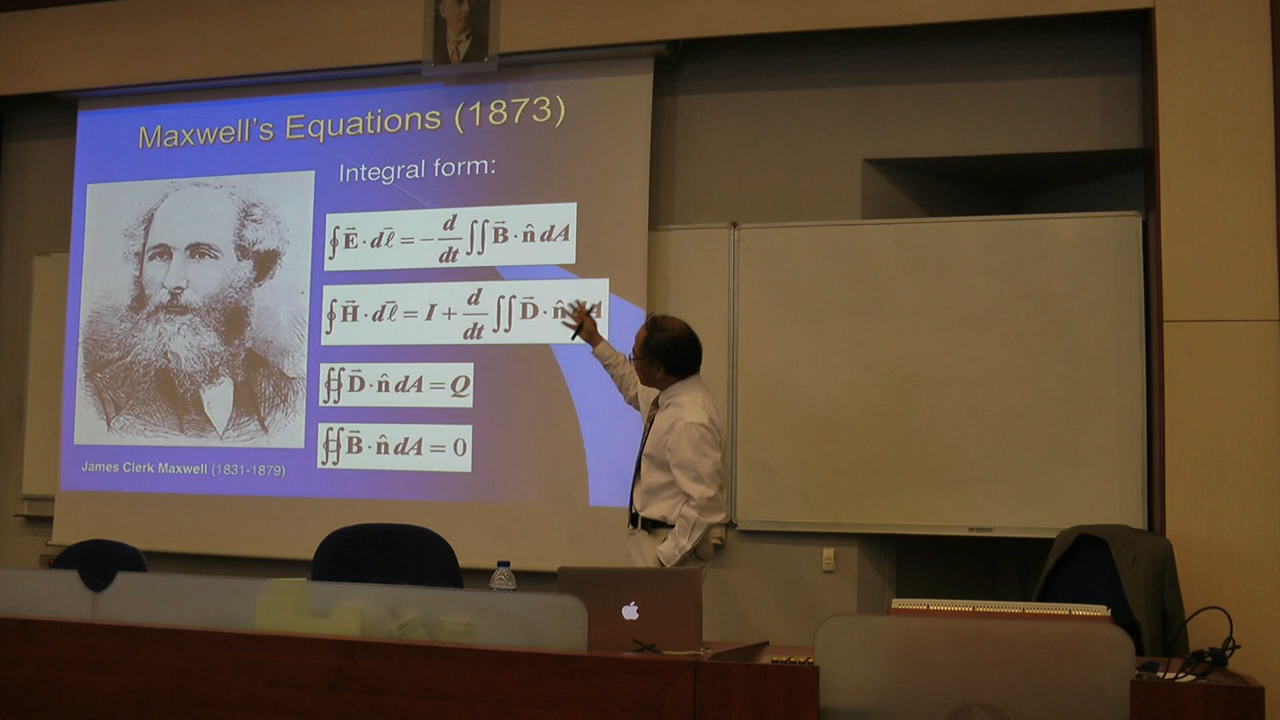 Maxwell's Equations (1873)
Integral form:
∮ E⃗ · dℓ⃗ = − d/dt ∬ B⃗ · n̂ dA
∮ H⃗ · dℓ⃗ = I + d/dt ∬ D⃗ · n̂ dA
∯ D⃗ · n̂ dA = Q
∯ B⃗ · n̂ dA = 0
James Clerk Maxwell (1831-1879)